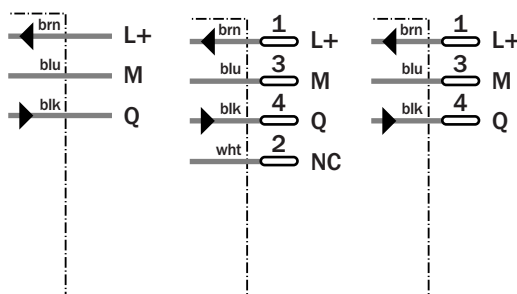 brn L+
blu M
blk Q
brn 1 L+
blu 3 M
blk 4 Q
wht 2 NC
brn 1 L+
blu 3 M
blk 4 Q